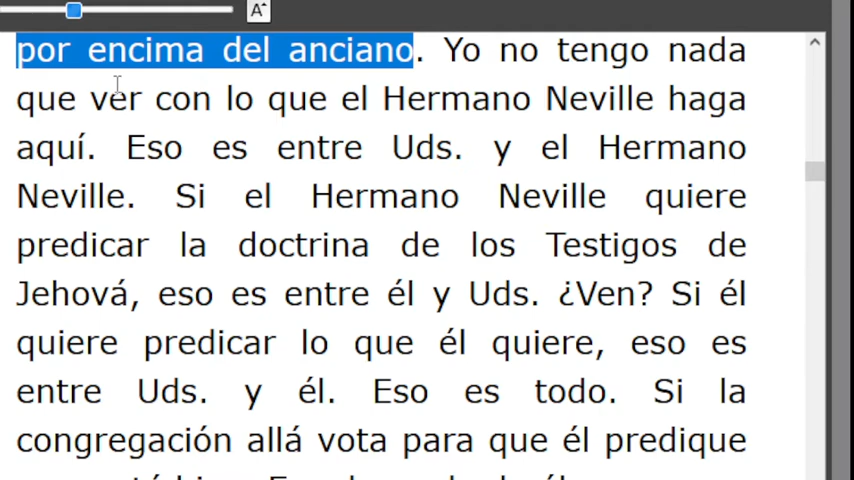 A
por encima del anciano. Yo no tengo nada
que ver con lo que el Hermano Neville haga
aquí. Eso es entre Uds. y el Hermano
Neville. Si el Hermano Neville quiere
predicar la doctrina de los Testigos de
Jehová, eso es entre él y Uds. ¿Ven? Si él
quiere predicar lo que él quiere, eso es
entre Uds. y él. Eso es todo. Si la
congregación allá vota para que él predique